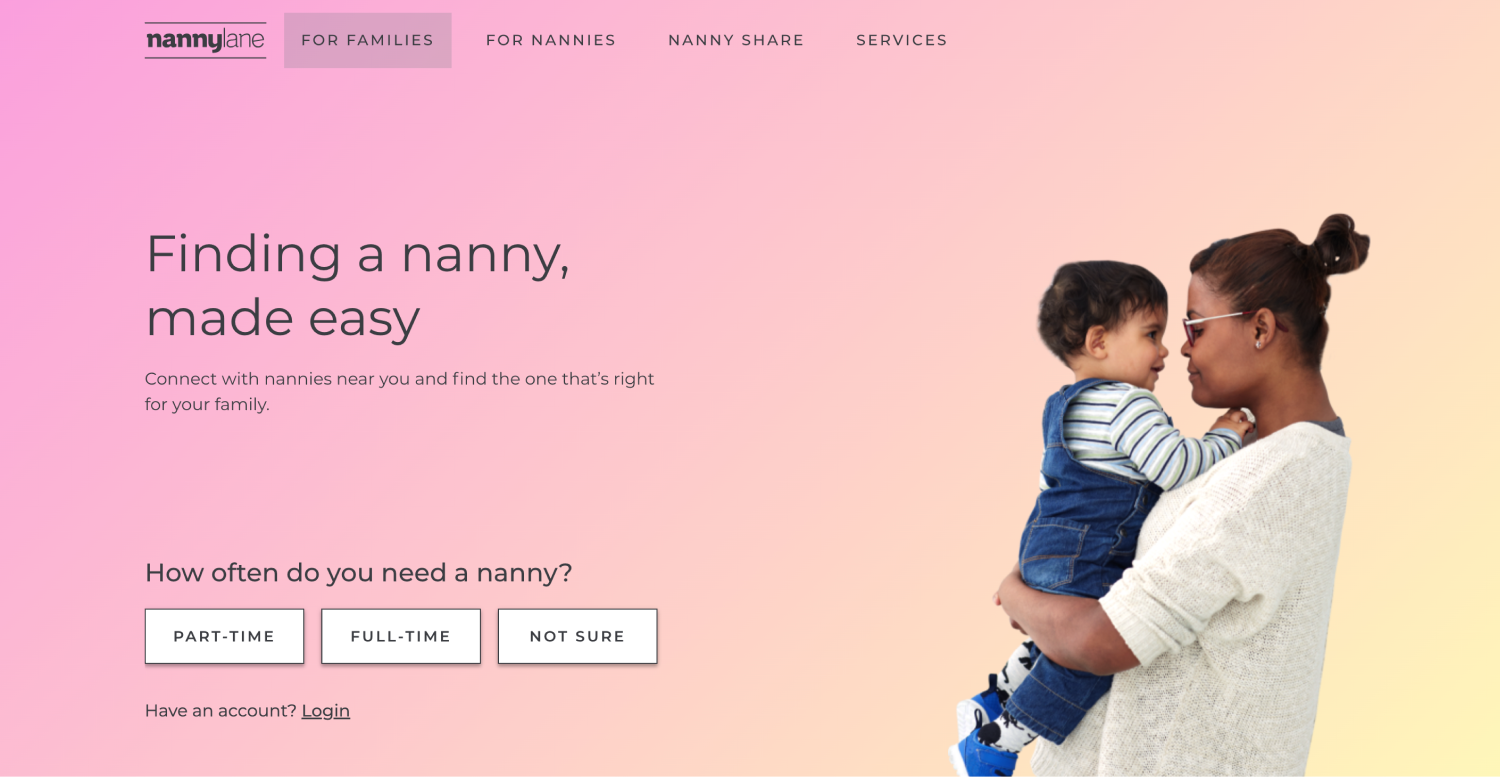 nannylane
FOR FAMILIES
FOR NANNIES
NANNY SHARE
SERVICES
Finding a nanny,
made easy
Connect with nannies near you and find the one that’s right
for your family.
How often do you need a nanny?
PART-TIME
FULL-TIME
NOT SURE
Have an account? Login